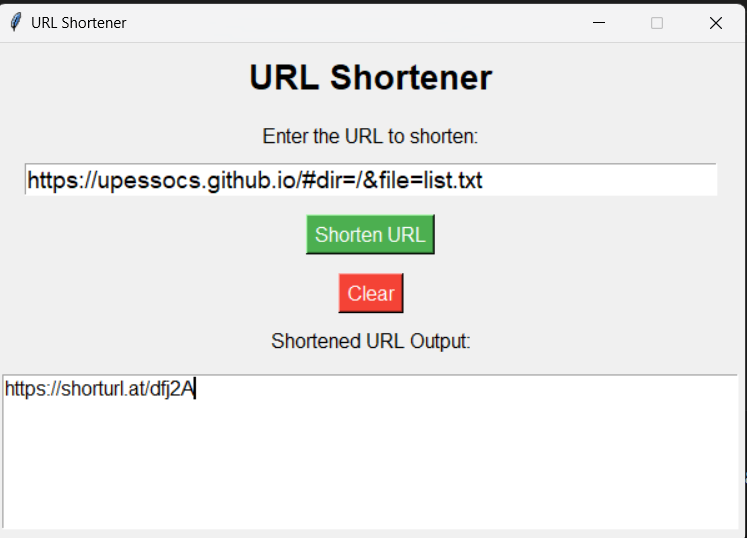 URL Shortener
URL Shortener
Enter the URL to shorten:
https://upessocs.github.io/#dir=/&file=list.txt
Shorten URL
Clear
Shortened URL Output:
https://shorturl.at/dfj2A